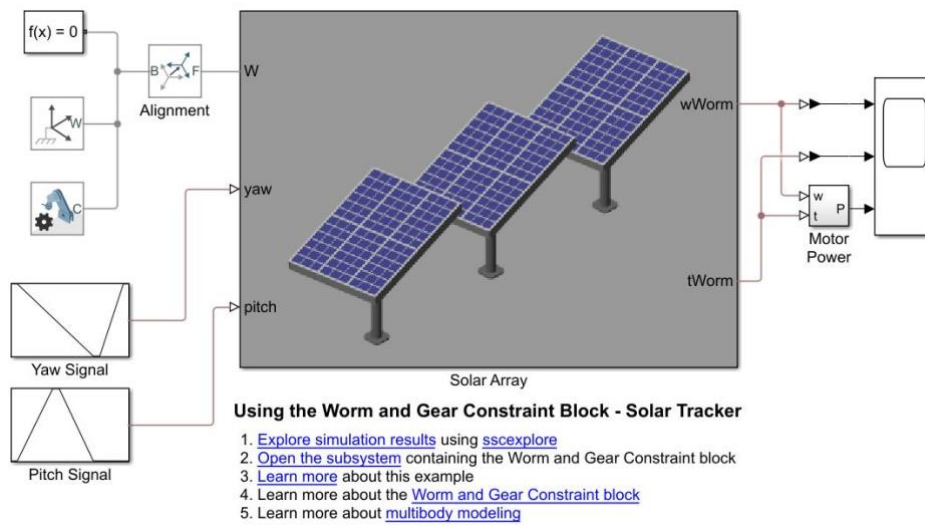 f(x) = 0
B F
Alignment
W
W
C
yaw
pitch
wWorm
tWorm
w
t
P
Motor
Power
Yaw Signal
Pitch Signal
Solar Array
Using the Worm and Gear Constraint Block - Solar Tracker
1. Explore simulation results using sscexplore
2. Open the subsystem containing the Worm and Gear Constraint block
3. Learn more about this example
4. Learn more about the Worm and Gear Constraint block
5. Learn more about multibody modeling